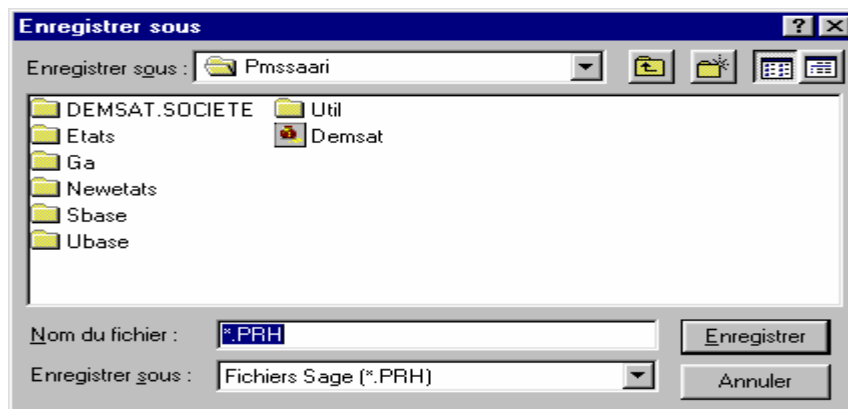 Enregistrer sous
Enregistrer sous : Pmssaari
DEMSAT.SOCIETE Util
Etats Demsat
Ga
Newetats
Sbase
Ubase
Nom du fichier : *.PRH Enregistrer
Enregistrer sous : Fichiers Sage (*.PRH) Annuler